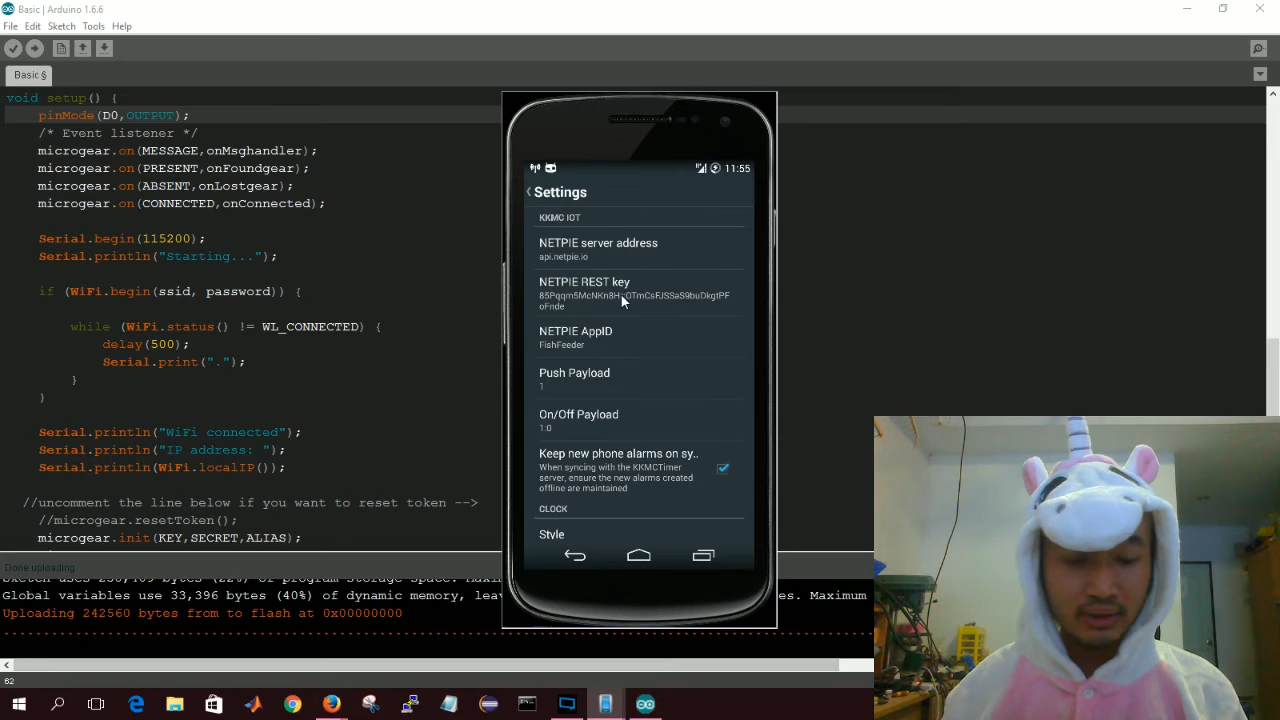 Basic | Arduino 1.6.6
File Edit Sketch Tools Help
Basic §
void setup() {
pinMode(D0,OUTPUT);
/* Event listener */
microgear.on(MESSAGE,onMsghandler);
microgear.on(PRESENT,onFoundgear);
microgear.on(ABSENT,onLostgear);
microgear.on(CONNECTED,onConnected);
Serial.begin(115200);
Serial.println("Starting...");
if (WiFi.begin(ssid, password)) {
while (WiFi.status() != WL_CONNECTED) {
delay(500);
Serial.print(".");
}
}
Serial.println("WiFi connected");
Serial.println("IP address: ");
Serial.println(WiFi.localIP());
//uncomment the line below if you want to reset token -->
//microgear.resetToken();
microgear.init(KEY,SECRET,ALIAS);
Done uploading.
Global variables use 33,396 bytes (40%) of dynamic memory, lea
Maximum
Uploading 242560 bytes from to flash at 0x00000000
62
11:55
Settings
KKMC IOT
NETPIE server address
api.netpie.io
NETPIE REST key
oFnde
NETPIE AppID
FishFeeder
Push Payload
1
On/Off Payload
1:0
Keep new phone alarms on sy..
When syncing with the KKMCTimer
server, ensure the new alarms created
offline are maintained
CLOCK
Style